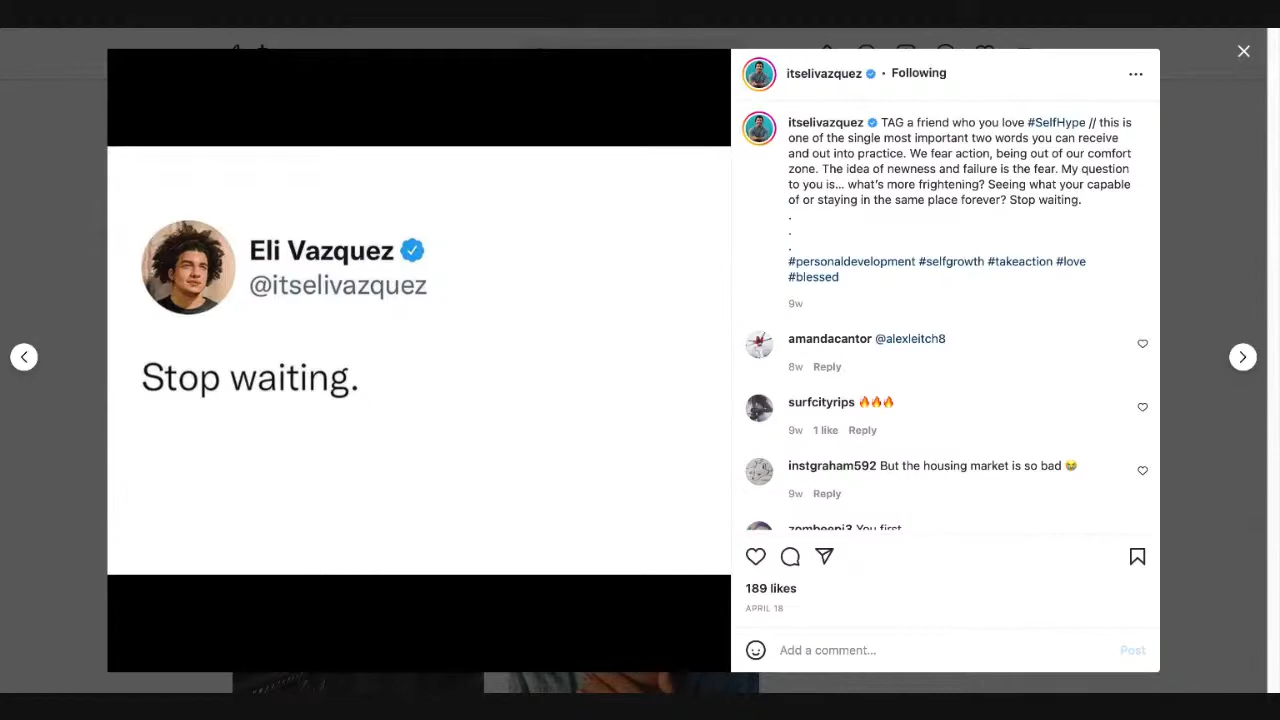 Eli Vazquez
@itselivazquez
Stop waiting.
itselivazquez • Following
itselivazquez TAG a friend who you love #SelfHype // this is
one of the single most important two words you can receive
and out into practice. We fear action, being out of our comfort
zone. The idea of newness and failure is the fear. My question
to you is... what's more frightening? Seeing what your capable
of or staying in the same place forever? Stop waiting.
.
.
.
#personaldevelopment #selfgrowth #takeaction #love
#blessed
9w
amandacantor @alexleitch8
8w Reply
surfcityrips 🔥🔥🔥
9w 1 like Reply
instgraham592 But the housing market is so bad 😭
9w Reply
zombeepi3 You first
189 likes
APRIL 18
Add a comment... Post